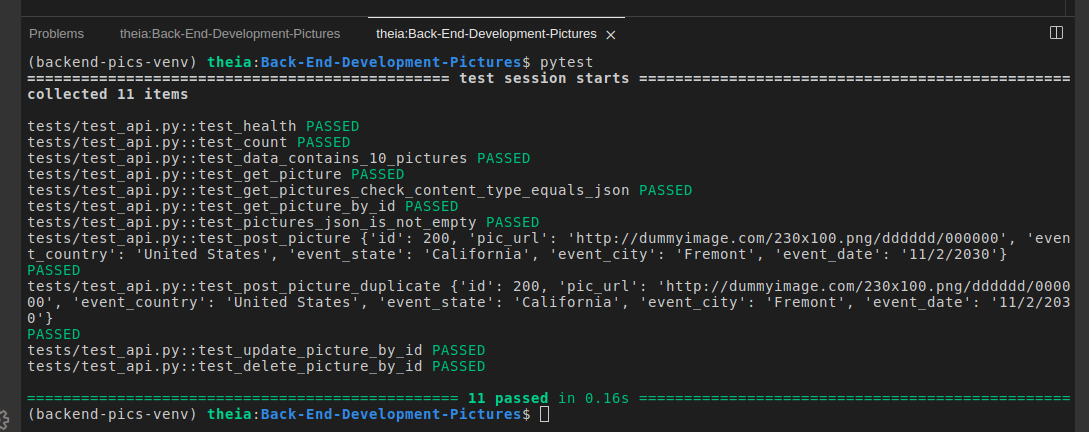 Problems theia:Back-End-Development-Pictures theia:Back-End-Development-Pictures ×
(backend-pics-venv) theia:Back-End-Development-Pictures$ pytest
=============================================== test session starts ================================================
collected 11 items
tests/test_api.py::test_health PASSED
tests/test_api.py::test_count PASSED
tests/test_api.py::test_data_contains_10_pictures PASSED
tests/test_api.py::test_get_picture PASSED
tests/test_api.py::test_get_pictures_check_content_type_equals_json PASSED
tests/test_api.py::test_get_picture_by_id PASSED
tests/test_api.py::test_pictures_json_is_not_empty PASSED
tests/test_api.py::test_post_picture {'id': 200, 'pic_url': 'http://dummyimage.com/230x100.png/dddddd/000000', 'even
t_country': 'United States', 'event_state': 'California', 'event_city': 'Fremont', 'event_date': '11/2/2030'}
PASSED
tests/test_api.py::test_post_picture_duplicate {'id': 200, 'pic_url': 'http://dummyimage.com/230x100.png/dddddd/0000
00', 'event_country': 'United States', 'event_state': 'California', 'event_city': 'Fremont', 'event_date': '11/2/203
0'}
PASSED
tests/test_api.py::test_update_picture_by_id PASSED
tests/test_api.py::test_delete_picture_by_id PASSED
================================================ 11 passed in 0.16s ================================================
(backend-pics-venv) theia:Back-End-Development-Pictures$